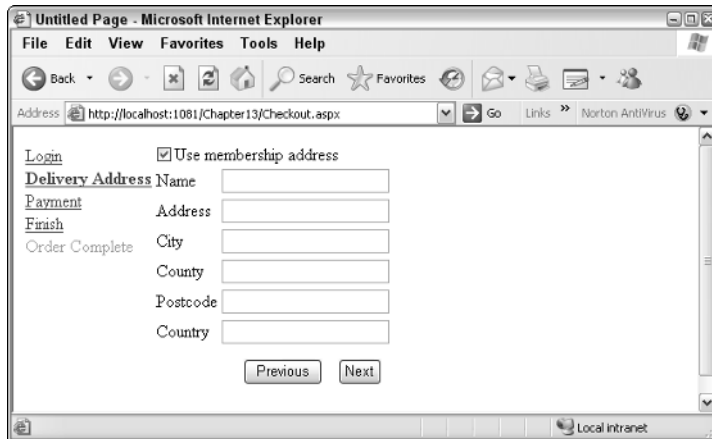 Untitled Page - Microsoft Internet Explorer
File Edit View Favorites Tools Help
Back Search Favorites
Address http://localhost:1081/Chapter13/Checkout.aspx Go Links » Norton AntiVirus
Login
Delivery Address
Payment
Finish
Order Complete
Use membership address
Name
Address
City
County
Postcode
Country
Previous Next
Local intranet